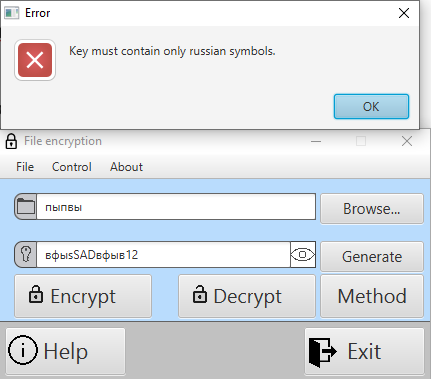 Error
Key must contain only russian symbols.
OK
File encryption
File Control About
пыпвы
Browse...
вфыsSADвфыв12
Generate
Encrypt
Decrypt
Method
Help
Exit